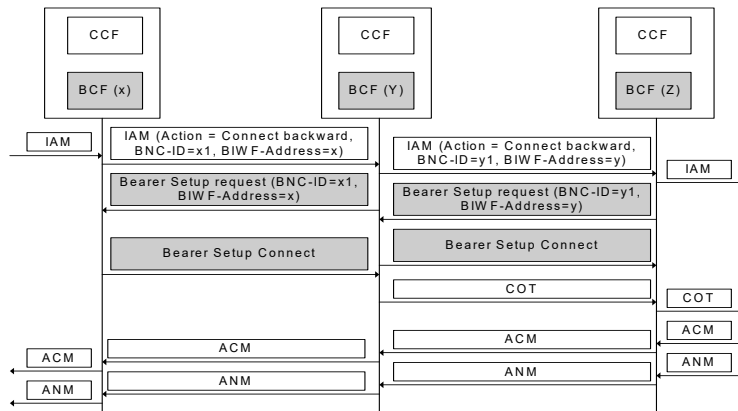 CCF
CCF
CCF
BCF (x)
BCF (Y)
BCF (Z)
IAM
IAM (Action = Connect backward,
BNC-ID=x1, BIWF-Address=x)
IAM (Action = Connect backward,
BNC-ID=y1, BIWF-Address=y)
IAM
Bearer Setup request (BNC-ID=x1,
BIWF-Address=x)
Bearer Setup request (BNC-ID=y1,
BIWF-Address=y)
Bearer Setup Connect
Bearer Setup Connect
COT
COT
ACM
ACM
ACM
ACM
ANM
ANM
ANM
ANM